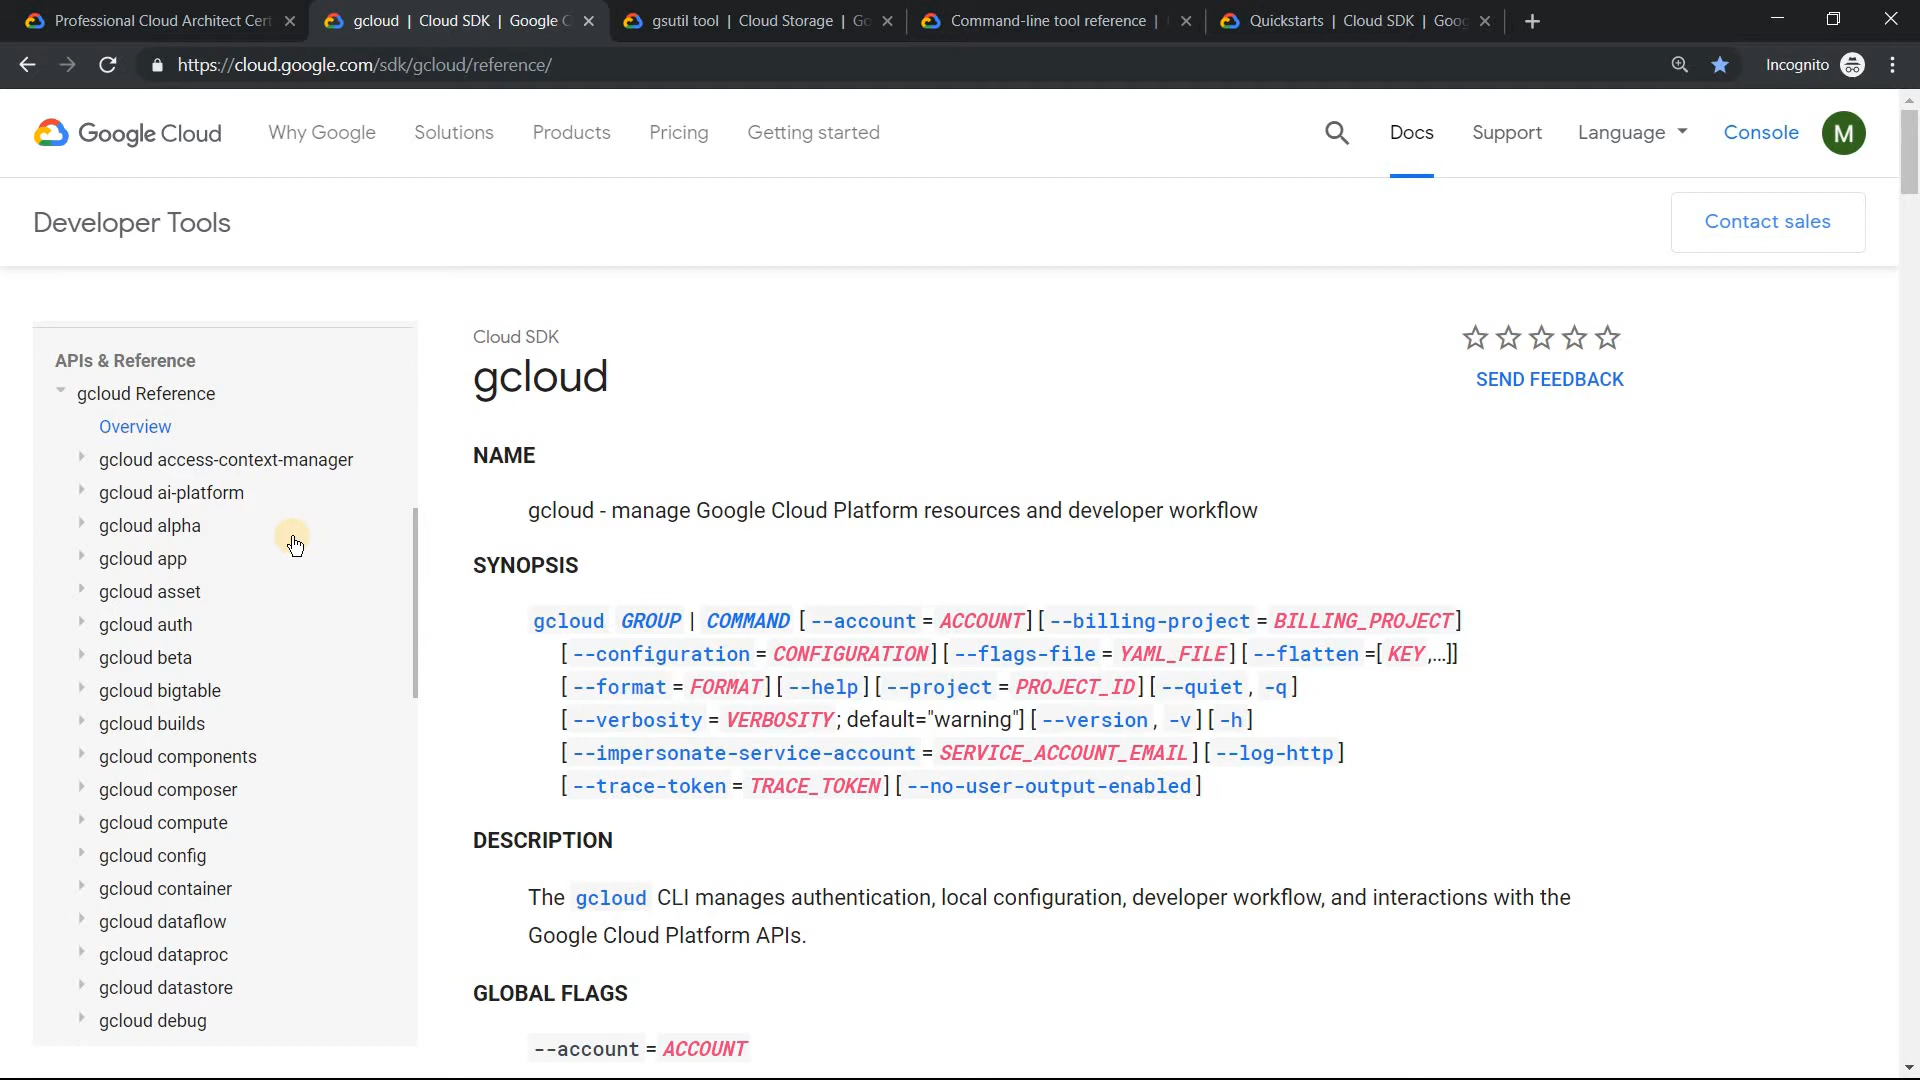 Professional Cloud Architect Cert
gcloud | Cloud SDK | Google C
gsutil tool | Cloud Storage | Go
Command-line tool reference |
Quickstarts | Cloud SDK | Goog
https://cloud.google.com/sdk/gcloud/reference/
Incognito
Google Cloud
Why Google
Solutions
Products
Pricing
Getting started
Docs
Support
Language
Console
M
Developer Tools
Contact sales
APIs & Reference
gcloud Reference
Overview
gcloud access-context-manager
gcloud ai-platform
gcloud alpha
gcloud app
gcloud asset
gcloud auth
gcloud beta
gcloud bigtable
gcloud builds
gcloud components
gcloud composer
gcloud compute
gcloud config
gcloud container
gcloud dataflow
gcloud dataproc
gcloud datastore
gcloud debug
Cloud SDK
gcloud
SEND FEEDBACK
NAME
gcloud - manage Google Cloud Platform resources and developer workflow
SYNOPSIS
gcloud GROUP | COMMAND [--account=ACCOUNT][--billing-project=BILLING_PROJECT]
[--configuration=CONFIGURATION][--flags-file=YAML_FILE][--flatten=[KEY,…]]
[--format=FORMAT][--help][--project=PROJECT_ID][--quiet, -q]
[--verbosity=VERBOSITY; default="warning"][--version, -v][-h]
[--impersonate-service-account=SERVICE_ACCOUNT_EMAIL][--log-http]
[--trace-token=TRACE_TOKEN][--no-user-output-enabled]
DESCRIPTION
The gcloud CLI manages authentication, local configuration, developer workflow, and interactions with the
Google Cloud Platform APIs.
GLOBAL FLAGS
--account=ACCOUNT